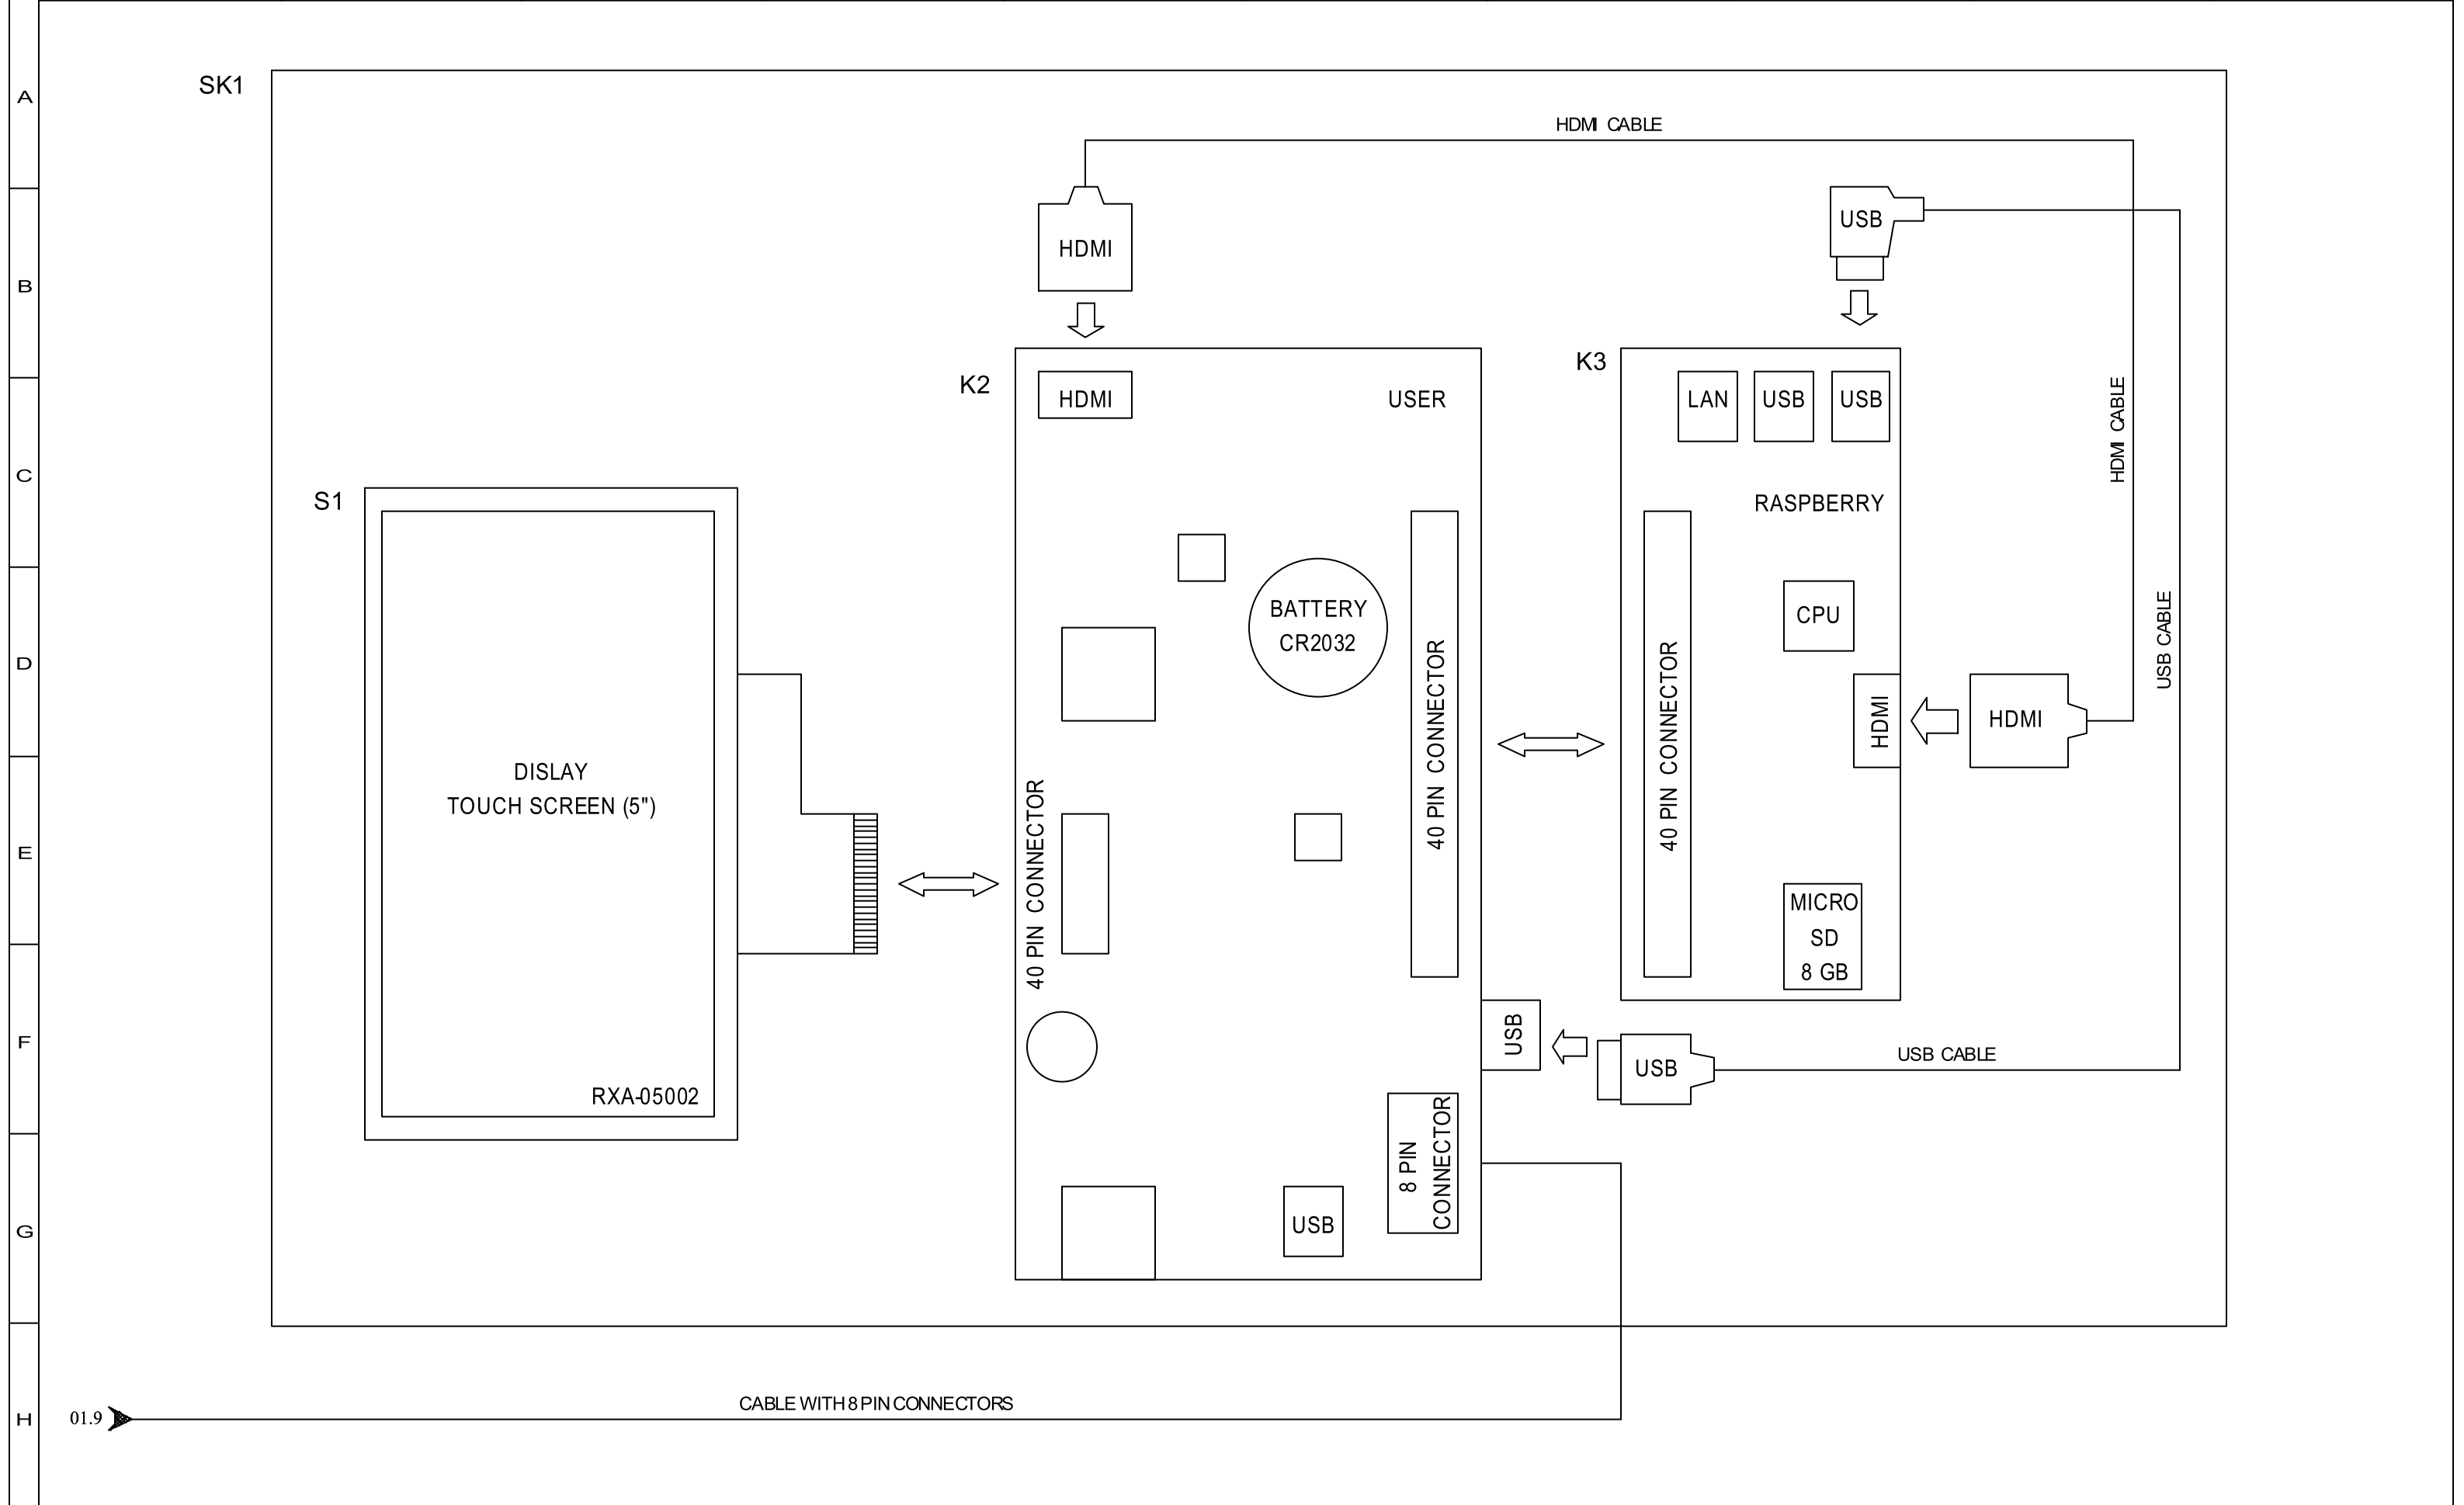 A
B
C
D
E
F
G
H
SK1
HDMI CABLE
HDMI
USB
K2
HDMI
USER
K3
LAN
USB
USB
HDMI CABLE
S1
RASPBERRY
BATTERY
CR2032
CPU
USB CABLE
40 PIN CONNECTOR
40 PIN CONNECTOR
HDMI
HDMI
DISLAY
TOUCH SCREEN (5")
40 PIN CONNECTOR
MICRO
SD
8 GB
USB
USB
USB CABLE
RXA-05002
8 PIN
CONNECTOR
USB
01.9
CABLE WITH 8 PIN CONNECTORS